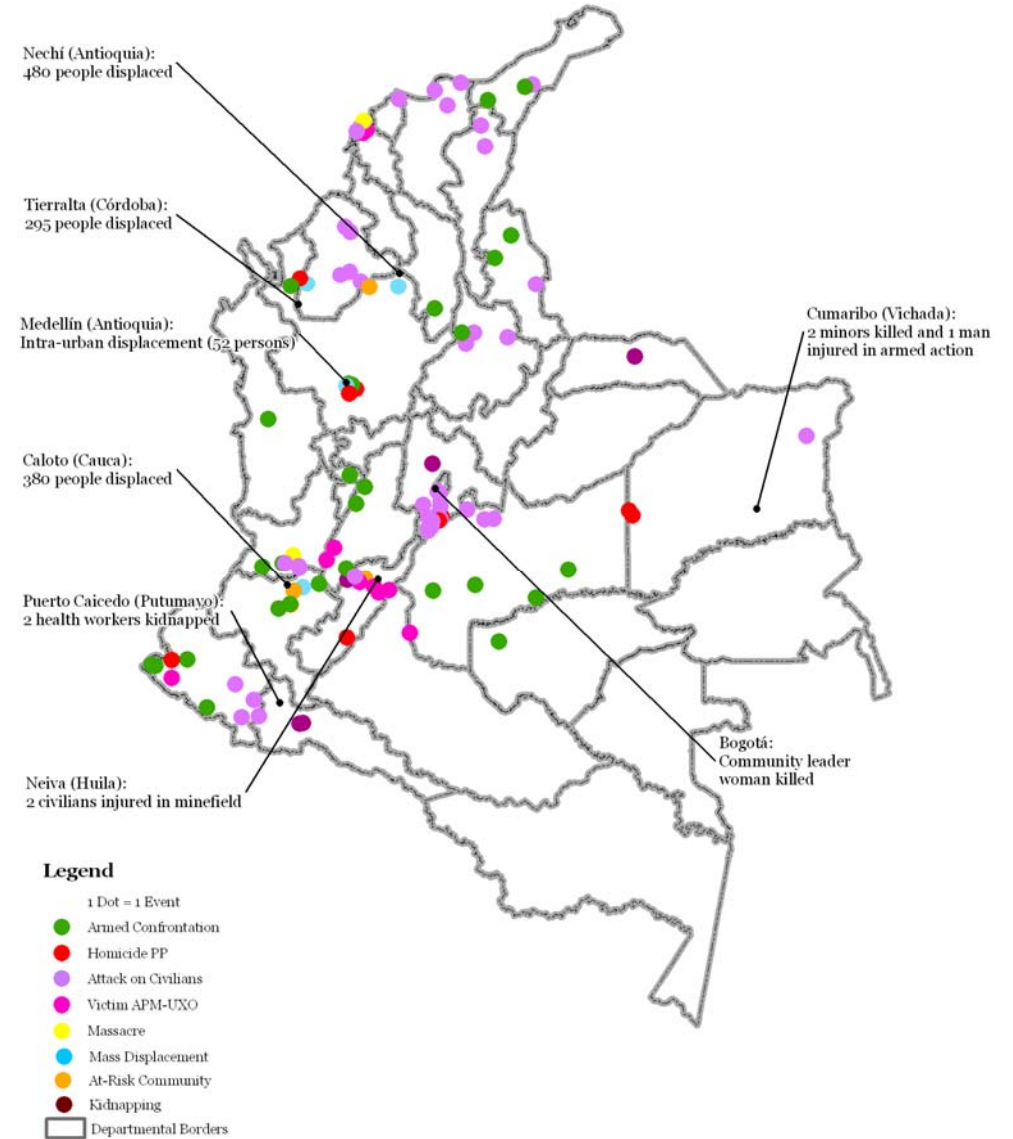 Nechí (Antioquia):
480 people displaced
Tierralta (Córdoba):
295 people displaced
Medellín (Antioquia):
Intra-urban displacement (52 persons)
Cumaribo (Vichada):
2 minors killed and 1 man
injured in armed action
Caloto (Cauca):
380 people displaced
Puerto Caicedo (Putumayo):
2 health workers kidnapped
Bogotá:
Community leader
woman killed
Neiva (Huila):
2 civilians injured in minefield
Legend
1 Dot = 1 Event
Armed Confrontation
Homicide PP
Attack on Civilians
Victim APM-UXO
Massacre
Mass Displacement
At-Risk Community
Kidnapping
Departmental Borders